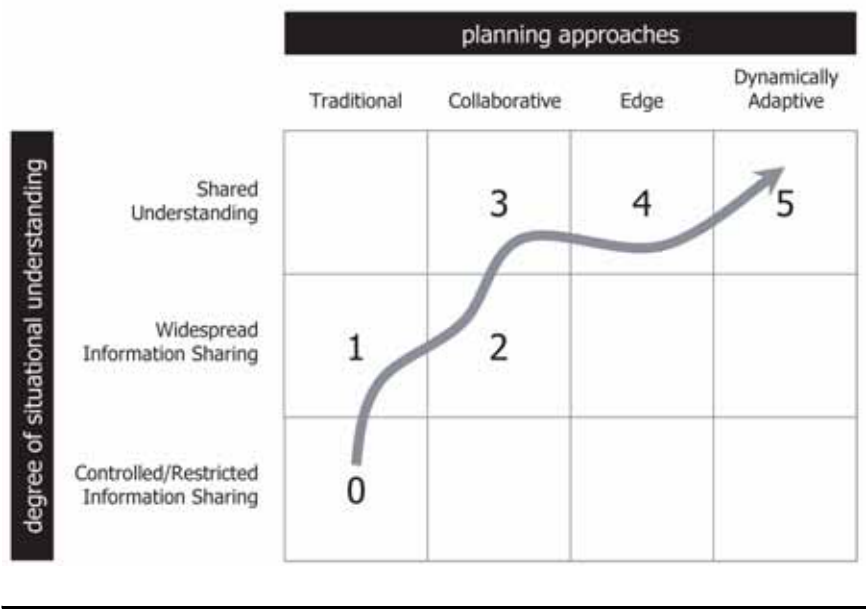 planning approaches
Dynamically
Traditional Collaborative Edge Adaptive
degree of situational understanding
Shared
Understanding
3 4 5
Widespread
Information Sharing
1 2
Controlled/Restricted
Information Sharing
0